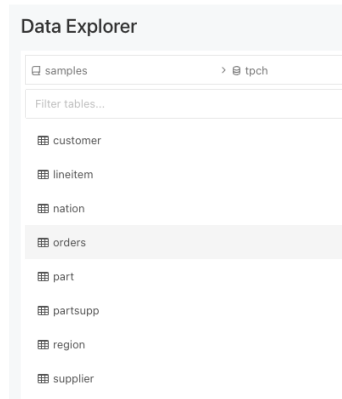 Data Explorer
samples > tpch
Filter tables...
customer
lineitem
nation
orders
part
partsupp
region
supplier